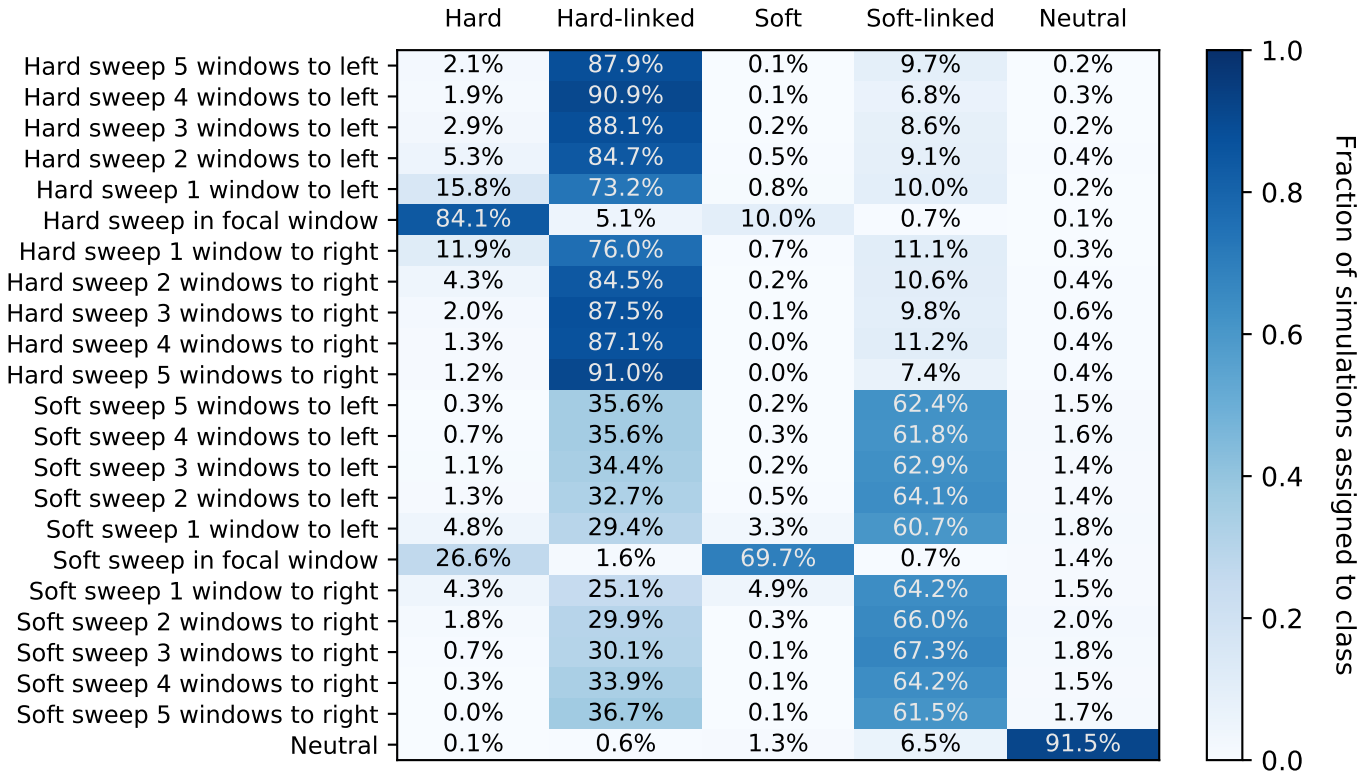 Hard Hard-linked Soft Soft-linked Neutral
Hard sweep 5 windows to left 2.1% 87.9% 0.1% 9.7% 0.2%
Hard sweep 4 windows to left 1.9% 90.9% 0.1% 6.8% 0.3%
Hard sweep 3 windows to left 2.9% 88.1% 0.2% 8.6% 0.2%
Hard sweep 2 windows to left 5.3% 84.7% 0.5% 9.1% 0.4%
Hard sweep 1 window to left 15.8% 73.2% 0.8% 10.0% 0.2%
Hard sweep in focal window 84.1% 5.1% 10.0% 0.7% 0.1%
Hard sweep 1 window to right 11.9% 76.0% 0.7% 11.1% 0.3%
Hard sweep 2 windows to right 4.3% 84.5% 0.2% 10.6% 0.4%
Hard sweep 3 windows to right 2.0% 87.5% 0.1% 9.8% 0.6%
Hard sweep 4 windows to right 1.3% 87.1% 0.0% 11.2% 0.4%
Hard sweep 5 windows to right 1.2% 91.0% 0.0% 7.4% 0.4%
Soft sweep 5 windows to left 0.3% 35.6% 0.2% 62.4% 1.5%
Soft sweep 4 windows to left 0.7% 35.6% 0.3% 61.8% 1.6%
Soft sweep 3 windows to left 1.1% 34.4% 0.2% 62.9% 1.4%
Soft sweep 2 windows to left 1.3% 32.7% 0.5% 64.1% 1.4%
Soft sweep 1 window to left 4.8% 29.4% 3.3% 60.7% 1.8%
Soft sweep in focal window 26.6% 1.6% 69.7% 0.7% 1.4%
Soft sweep 1 window to right 4.3% 25.1% 4.9% 64.2% 1.5%
Soft sweep 2 windows to right 1.8% 29.9% 0.3% 66.0% 2.0%
Soft sweep 3 windows to right 0.7% 30.1% 0.1% 67.3% 1.8%
Soft sweep 4 windows to right 0.3% 33.9% 0.1% 64.2% 1.5%
Soft sweep 5 windows to right 0.0% 36.7% 0.1% 61.5% 1.7%
Neutral 0.1% 0.6% 1.3% 6.5% 91.5%
1.0
0.8
0.6
0.4
0.2
0.0
Fraction of simulations assigned to class